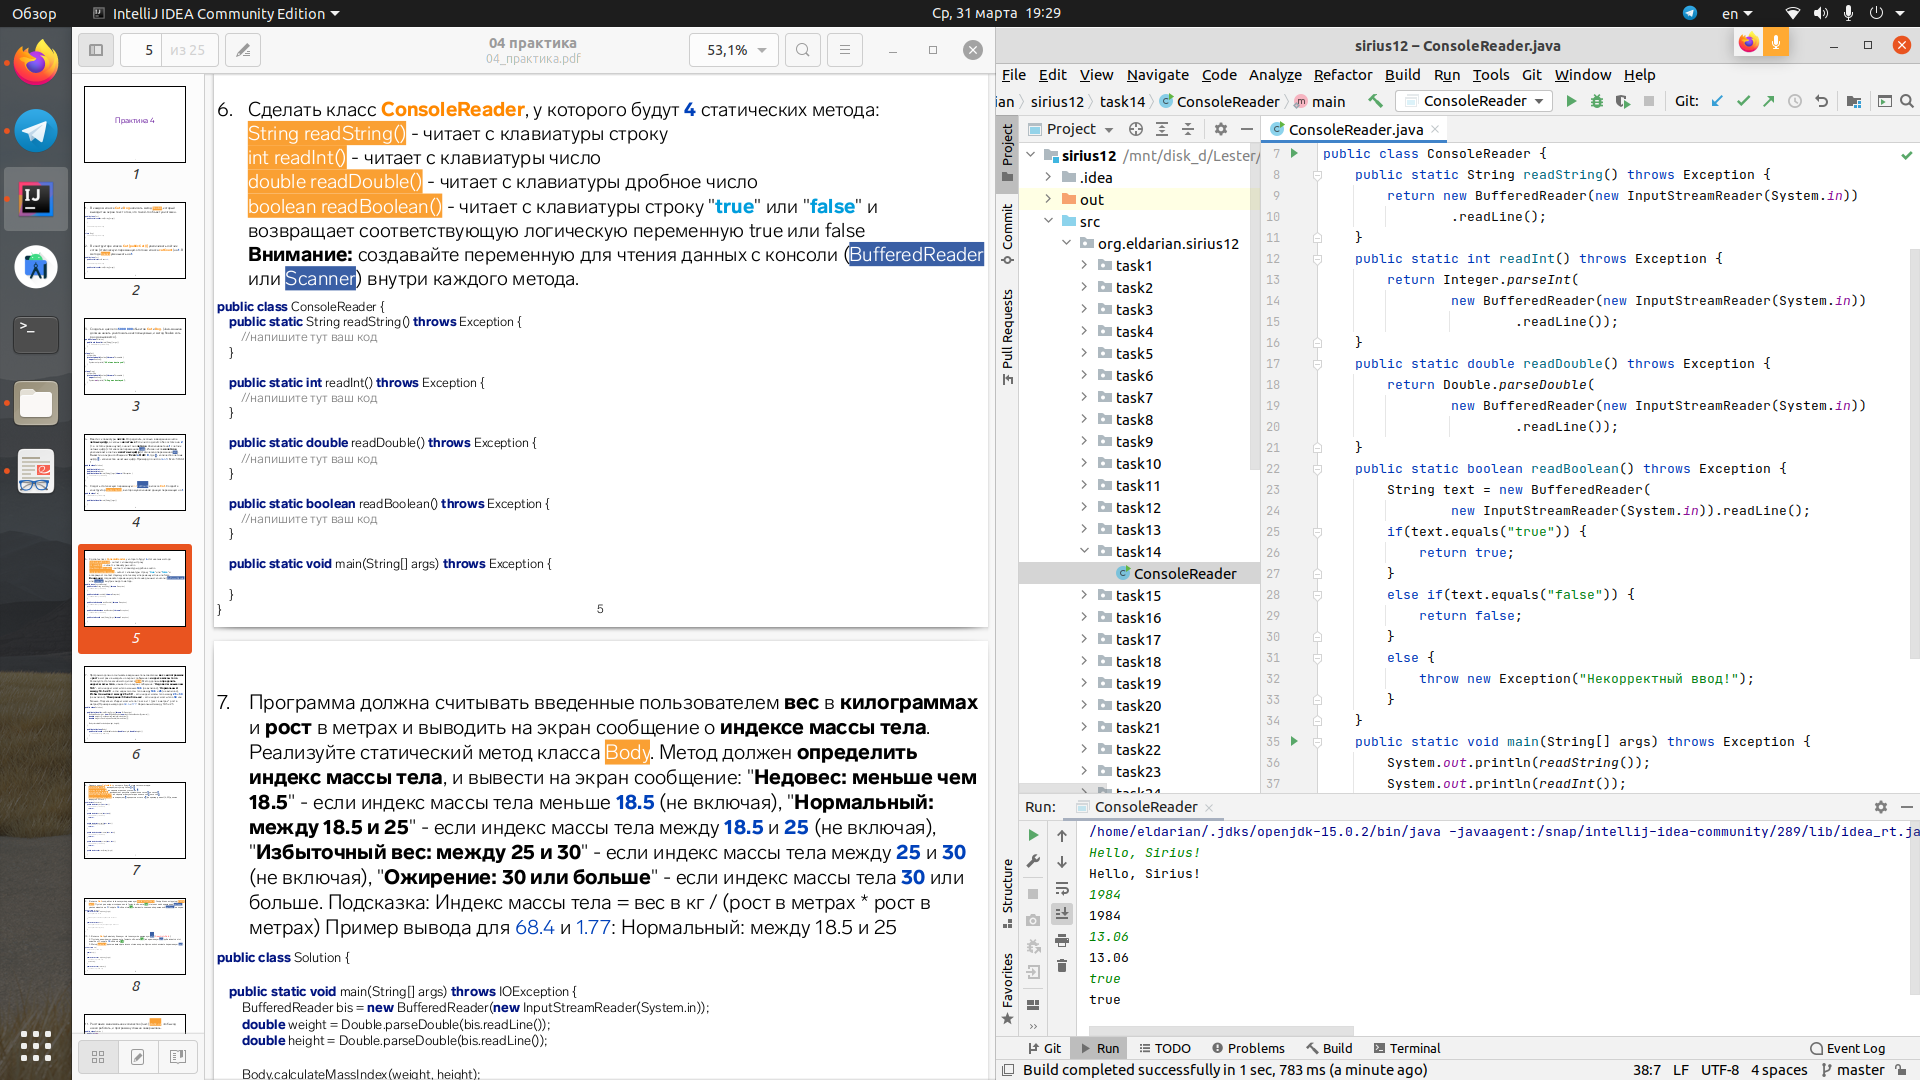 Обзор
IntelliJ IDEA Community Edition
Ср, 31 марта 19:29
en
5
из 25
04 практика
04_практика.pdf
53,1%
Практика 4
1
2
3
4
5
6
7
8
6. Сделать класс ConsoleReader, у которого будут 4 статических метода:
String readString() - читает с клавиатуры строку
int readInt() - читает с клавиатуры число
double readDouble() - читает с клавиатуры дробное число
boolean readBoolean() - читает с клавиатуры строку "true" или "false" и
возвращает соответствующую логическую переменную true или false
Внимание: создавайте переменную для чтения данных с консоли (BufferedReader
или Scanner) внутри каждого метода.
public class ConsoleReader {
public static String readString() throws Exception {
//напишите тут ваш код
}
public static int readInt() throws Exception {
//напишите тут ваш код
}
public static double readDouble() throws Exception {
//напишите тут ваш код
}
public static boolean readBoolean() throws Exception {
//напишите тут ваш код
}
public static void main(String[] args) throws Exception {
}
}
5
7. Программа должна считывать введенные пользователем вес в килограммах
и рост в метрах и выводить на экран сообщение о индексе массы тела.
Реализуйте статический метод класса Body. Метод должен определить
индекс массы тела, и вывести на экран сообщение: "Недовес: меньше чем
18.5" - если индекс массы тела меньше 18.5 (не включая), "Нормальный:
между 18.5 и 25" - если индекс массы тела между 18.5 и 25 (не включая),
"Избыточный вес: между 25 и 30" - если индекс массы тела между 25 и 30
(не включая), "Ожирение: 30 или больше" - если индекс массы тела 30 или
больше. Подсказка: Индекс массы тела = вес в кг / (рост в метрах * рост в
метрах) Пример вывода для 68.4 и 1.77: Нормальный: между 18.5 и 25
public class Solution {
public static void main(String[] args) throws IOException {
BufferedReader bis = new BufferedReader(new InputStreamReader(System.in));
double weight = Double.parseDouble(bis.readLine());
double height = Double.parseDouble(bis.readLine());
Body.calculateMassIndex(weight, height);
sirius12 – ConsoleReader.java
File Edit View Navigate Code Analyze Refactor Build Run Tools Git Window Help
ian sirius12 task14 ConsoleReader main
ConsoleReader
Git:
Project
Commit
Pull Requests
Structure
Favorites
Project
sirius12 /mnt/disk_d/Lester/
.idea
out
src
org.eldarian.sirius12
task1
task2
task3
task4
task5
task6
task7
task8
task9
task10
task11
task12
task13
task14
ConsoleReader
task15
task16
task17
task18
task19
task20
task21
task22
task23
task24
ConsoleReader.java
7 public class ConsoleReader {
8 public static String readString() throws Exception {
9 return new BufferedReader(new InputStreamReader(System.in))
10 .readLine();
11 }
12 public static int readInt() throws Exception {
13 return Integer.parseInt(
14 new BufferedReader(new InputStreamReader(System.in))
15 .readLine());
16 }
17 public static double readDouble() throws Exception {
18 return Double.parseDouble(
19 new BufferedReader(new InputStreamReader(System.in))
20 .readLine());
21 }
22 public static boolean readBoolean() throws Exception {
23 String text = new BufferedReader(
24 new InputStreamReader(System.in)).readLine();
25 if(text.equals("true")) {
26 return true;
27 }
28 else if(text.equals("false")) {
29 return false;
30 }
31 else {
32 throw new Exception("Некорректный ввод!");
33 }
34 }
35 public static void main(String[] args) throws Exception {
36 System.out.println(readString());
37 System.out.println(readInt());
Run: ConsoleReader
/home/eldarian/.jdks/openjdk-15.0.2/bin/java -javaagent:/snap/intellij-idea-community/289/lib/idea_rt.ja
Hello, Sirius!
Hello, Sirius!
1984
1984
13.06
13.06
true
true
Git Run TODO Problems Build Terminal Event Log
Build completed successfully in 1 sec, 783 ms (a minute ago)
38:7 LF UTF-8 4 spaces master